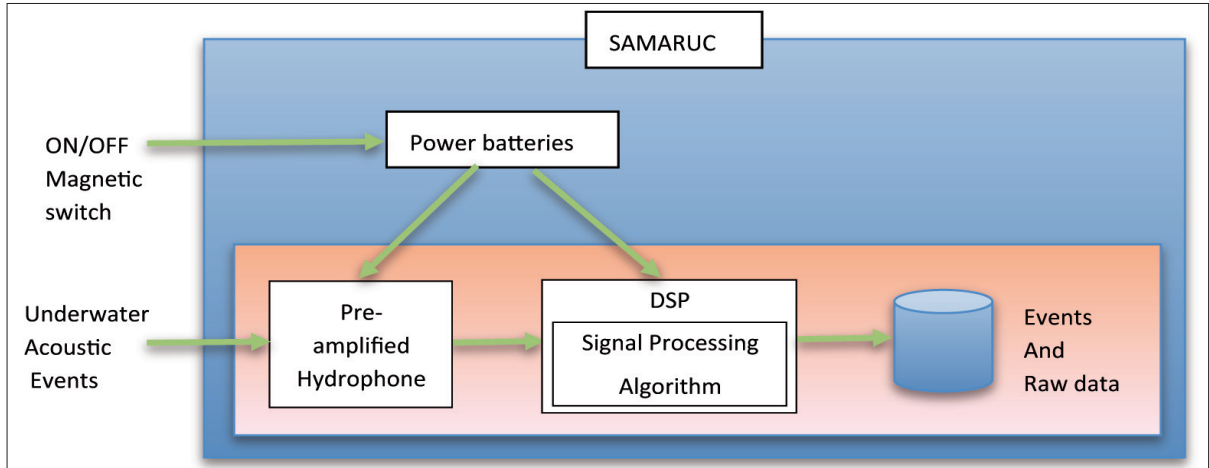 SAMARUC
Power batteries
ON/OFF
Magnetic
switch
Underwater
Acoustic
Events
Pre-
amplified
Hydrophone
DSP
Signal Processing
Algorithm
Events
And
Raw data